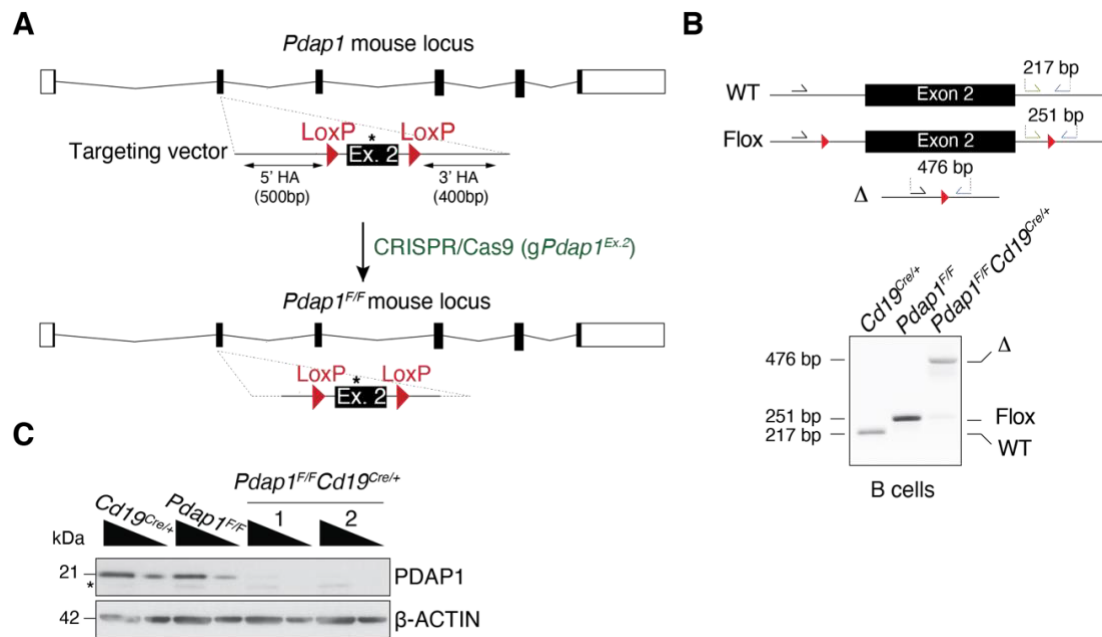 A
Pdap1 mouse locus
LoxP * LoxP
Targeting vector
Ex. 2
5' HA
(500bp)
3' HA
(400bp)
CRISPR/Cas9 (gPdap1Ex.2)
Pdap1F/F mouse locus
LoxP * LoxP
Ex. 2
B
217 bp
WT
Exon 2
251 bp
Flox
Exon 2
476 bp
Δ
Cd19Cre/+
Pdap1F/F
Pdap1F/FCd19Cre/+
476 bp
Δ
251 bp
Flox
217 bp
WT
B cells
C
Pdap1F/FCd19Cre/+
Cd19Cre/+
Pdap1F/F
1
2
kDa
21
PDAP1
*
42
β-ACTIN